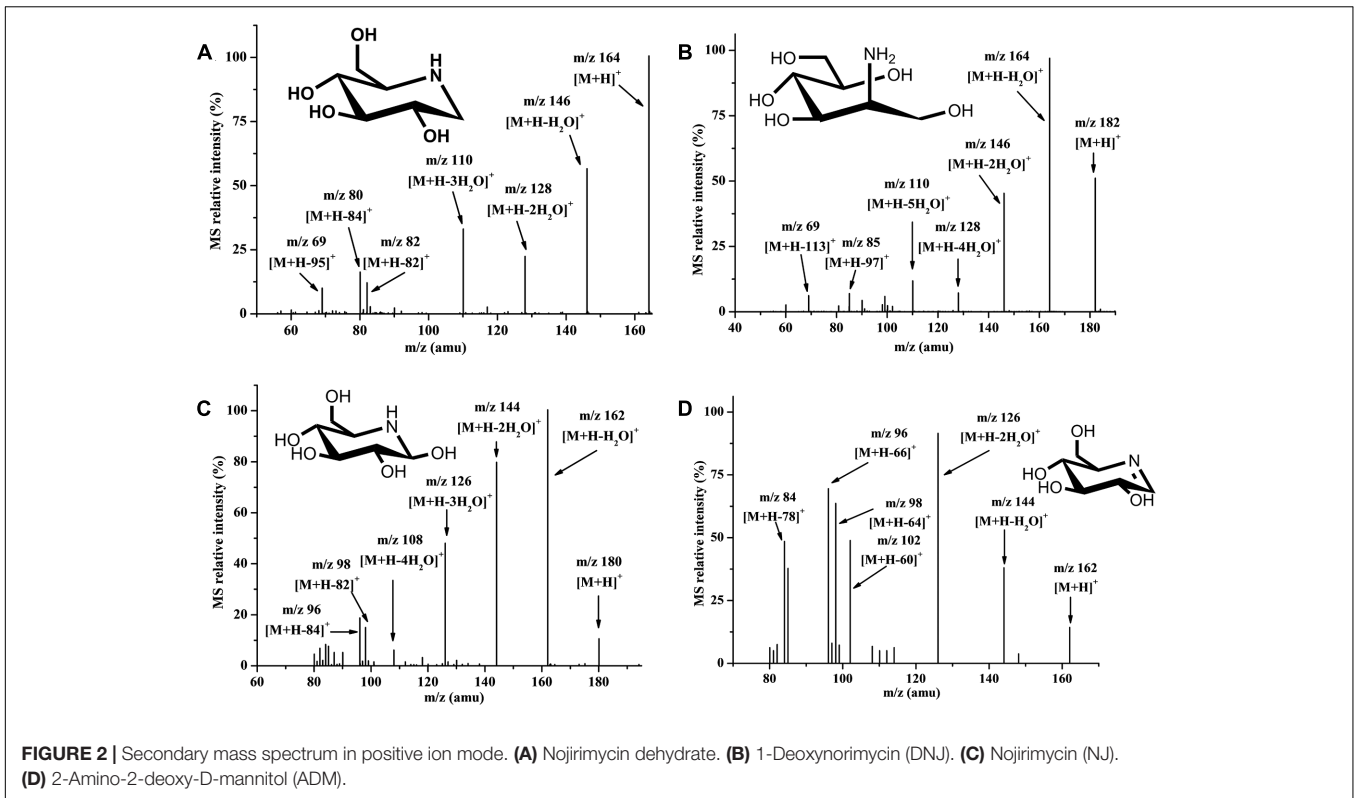 A
OH
H
N
HO
HO
OH
m/z 164
[M+H]+
m/z 146
[M+H-H2O]+
m/z 110
[M+H-3H2O]+
m/z 128
[M+H-2H2O]+
m/z 80
[M+H-84]+
m/z 69
[M+H-95]+
m/z 82
[M+H-82]+
MS relative intensity (%)
100
75
50
25
0
60 80 100 120 140 160
m/z (amu)
B
HO
NH2
OH
HO
HO
OH
m/z 164
[M+H-H2O]+
m/z 182
[M+H]+
m/z 146
[M+H-2H2O]+
m/z 110
[M+H-5H2O]+
m/z 128
[M+H-4H2O]+
m/z 69
[M+H-113]+
m/z 85
[M+H-97]+
MS relative intensity (%)
100
75
50
25
0
40 60 80 100 120 140 160 180
m/z (amu)
C
OH
H
N
HO
HO
OH
OH
m/z 144
[M+H-2H2O]+
m/z 162
[M+H-H2O]+
m/z 126
[M+H-3H2O]+
m/z 108
[M+H-4H2O]+
m/z 98
[M+H-82]+
m/z 96
[M+H-84]+
m/z 180
[M+H]+
MS relative intensity (%)
100
80
60
40
20
0
60 80 100 120 140 160 180
m/z (amu)
D
OH
N
HO
HO
OH
m/z 126
[M+H-2H2O]+
m/z 96
[M+H-66]+
m/z 84
[M+H-78]+
m/z 98
[M+H-64]+
m/z 102
[M+H-60]+
m/z 144
[M+H-H2O]+
m/z 162
[M+H]+
MS relative intensity (%)
100
75
50
25
0
80 100 120 140 160
m/z (amu)
FIGURE 2 | Secondary mass spectrum in positive ion mode. (A) Nojirimycin dehydrate. (B) 1-Deoxynorimycin (DNJ). (C) Nojirimycin (NJ).
(D) 2-Amino-2-deoxy-D-mannitol (ADM).